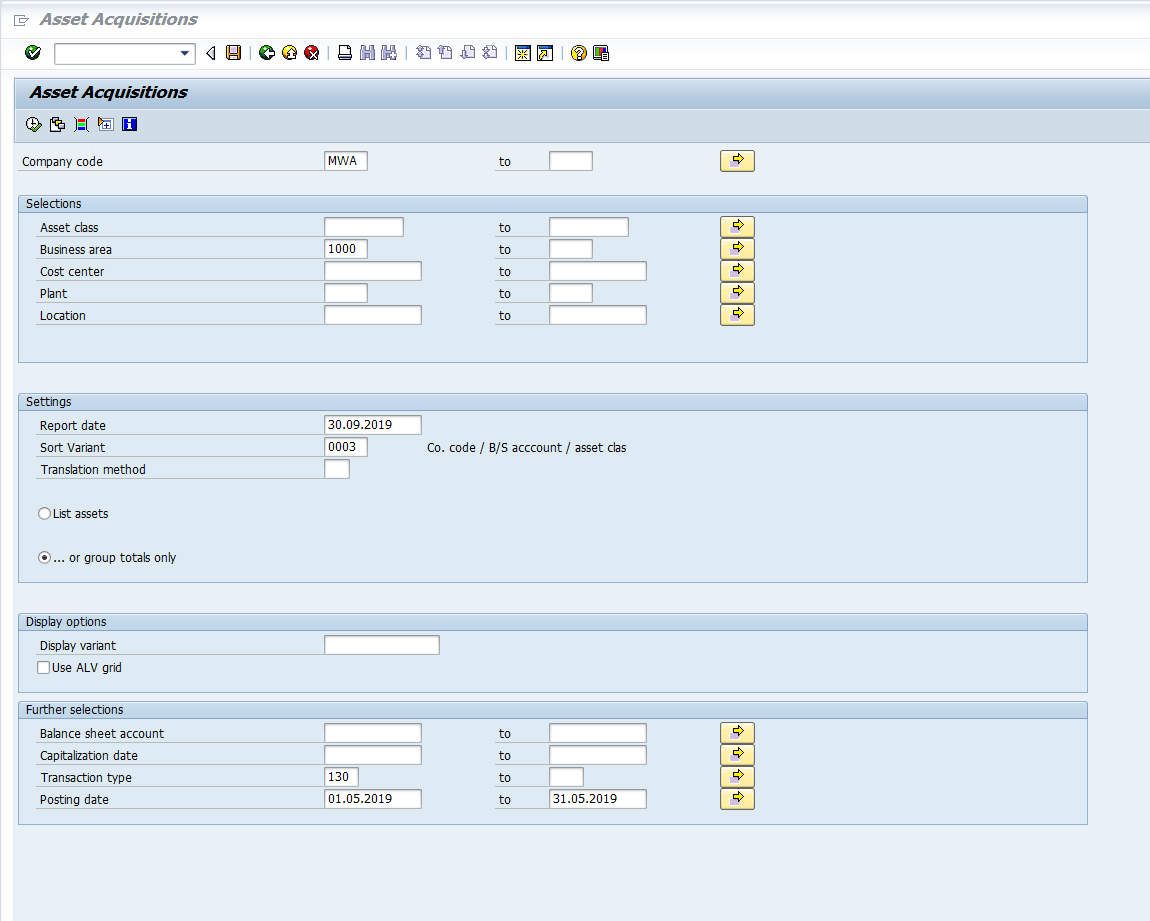 Asset Acquisitions
Asset Acquisitions
Company code MWA to
Selections
Asset class to
Business area 1000 to
Cost center to
Plant to
Location to
Settings
Report date 30.09.2019
Sort Variant 0003 Co. code / B/S acccount / asset clas
Translation method
List assets
... or group totals only
Display options
Display variant
Use ALV grid
Further selections
Balance sheet account to
Capitalization date to
Transaction type 130 to
Posting date 01.05.2019 to 31.05.2019